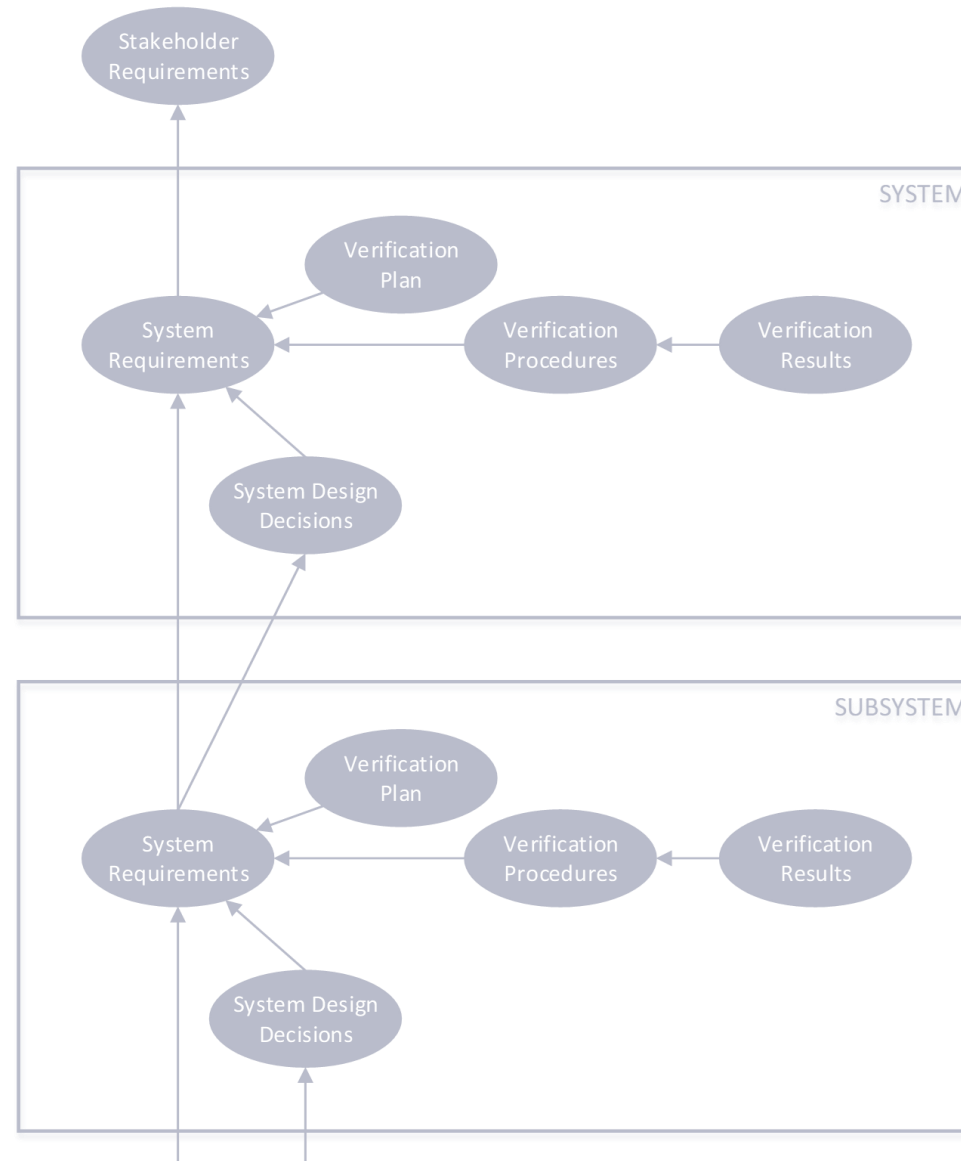 Stakeholder
Requirements
SYSTEM
Verification
Plan
System
Requirements
Verification
Procedures
Verification
Results
System Design
Decisions
SUBSYSTEM
Verification
Plan
System
Requirements
Verification
Procedures
Verification
Results
System Design
Decisions